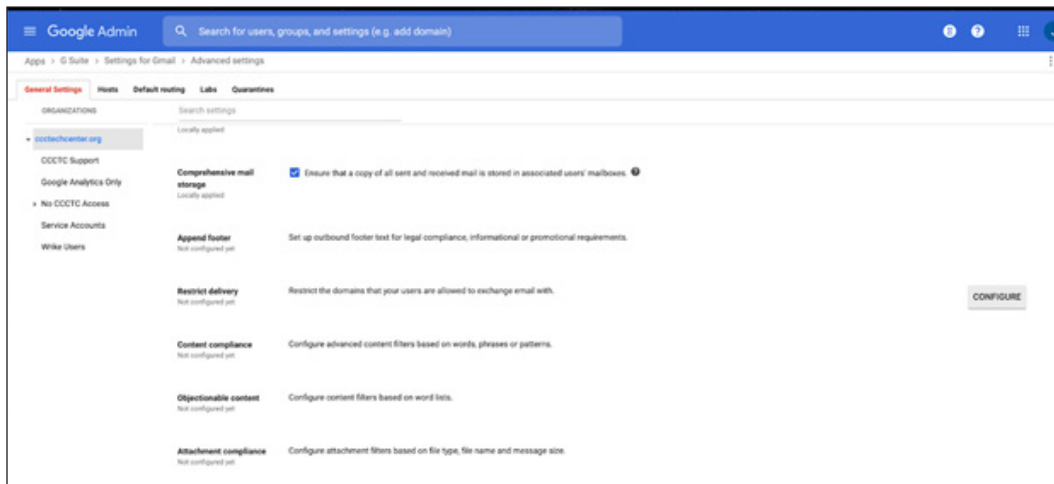 Google Admin
Search for users, groups, and settings (e.g. add domain)
Apps > G Suite > Settings for Gmail > Advanced settings
General Settings Hosts Default routing Labs Quarantines
ORGANIZATIONS
Search settings
Locally applied
ccctechcenter.org
CCCTC Support
Google Analytics Only
No CCCTC Access
Service Accounts
Wrike Users
Comprehensive mail
storage
Locally applied
Ensure that a copy of all sent and received mail is stored in associated users' mailboxes.
Append footer
Not configured yet
Set up outbound footer text for legal compliance, informational or promotional requirements.
Restrict delivery
Not configured yet
Restrict the domains that your users are allowed to exchange email with.
CONFIGURE
Content compliance
Not configured yet
Configure advanced content filters based on words, phrases or patterns.
Objectionable content
Not configured yet
Configure content filters based on word lists.
Attachment compliance
Not configured yet
Configure attachment filters based on file type, file name and message size.